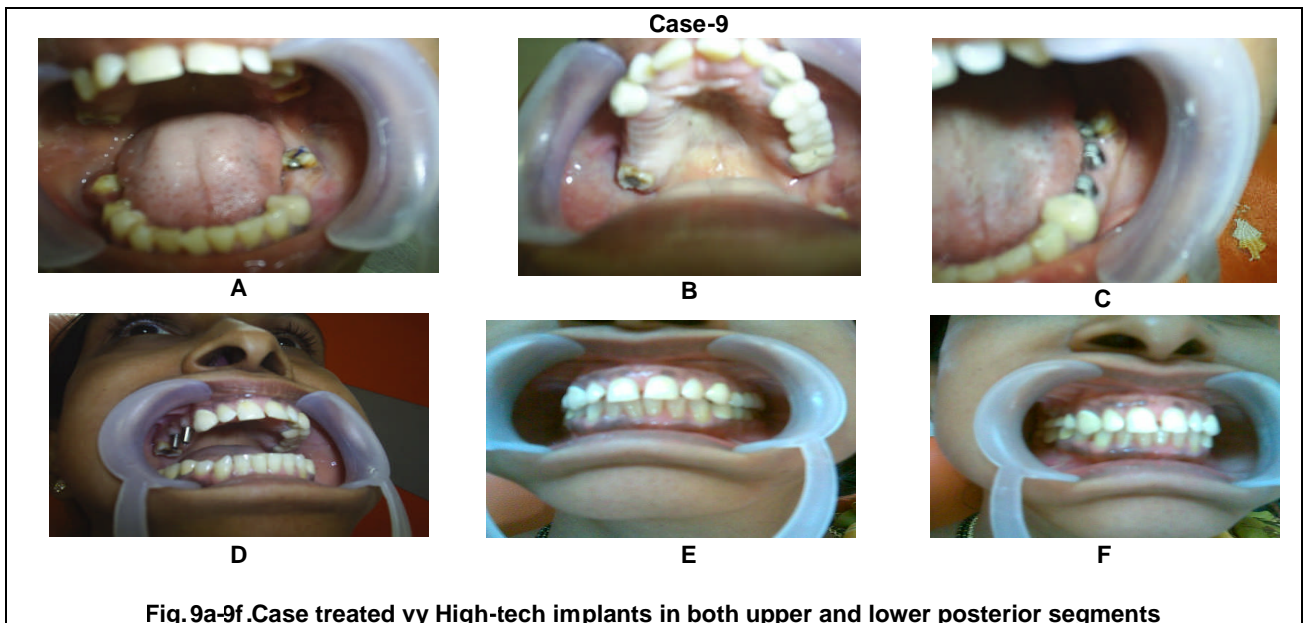 Case-9
A
B
C
D
E
F
Fig. 9a-9f .Case treated vy High-tech implants in both upper and lower posterior segments